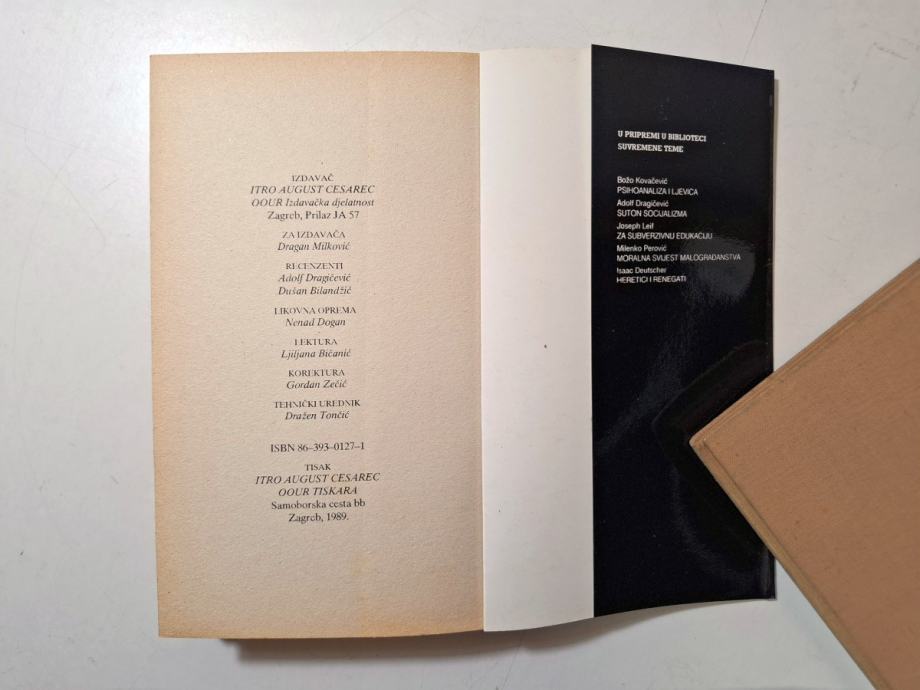 IZDAVAČ
ITRO AUGUST CESAREC
OOUR Izdavačka djelatnost
Zagreb, Prilaz JA 57
ZA IZDAVAČA
Dragan Milković
RECENZENTI
Adolf Dragičević
Dušan Bilandžić
LIKOVNA OPREMA
Nenad Dogan
LEKTURA
Ljiljana Bičanić
KOREKTURA
Gordan Zečić
TEHNIČKI UREDNIK
Dražen Tončić
ISBN 86–393–0127–1
TISAK
ITRO AUGUST CESAREC
OOUR TISKARA
Samoborska cesta bb
Zagreb, 1989.
U PRIPREMI U BIBLIOTECI
SUVREMENE TEME
Božo Kovačević
PSIHOANALIZA I LJEVICA
Adolf Dragičević
SUTON SOCIJALIZMA
Joseph Leif
ZA SUBVERZIVNU EDUKACIJU
Milenko Perović
MORALNA SVIJEST MALOGRAĐANSTVA
Isaac Deutscher
HERETICI I RENEGATI